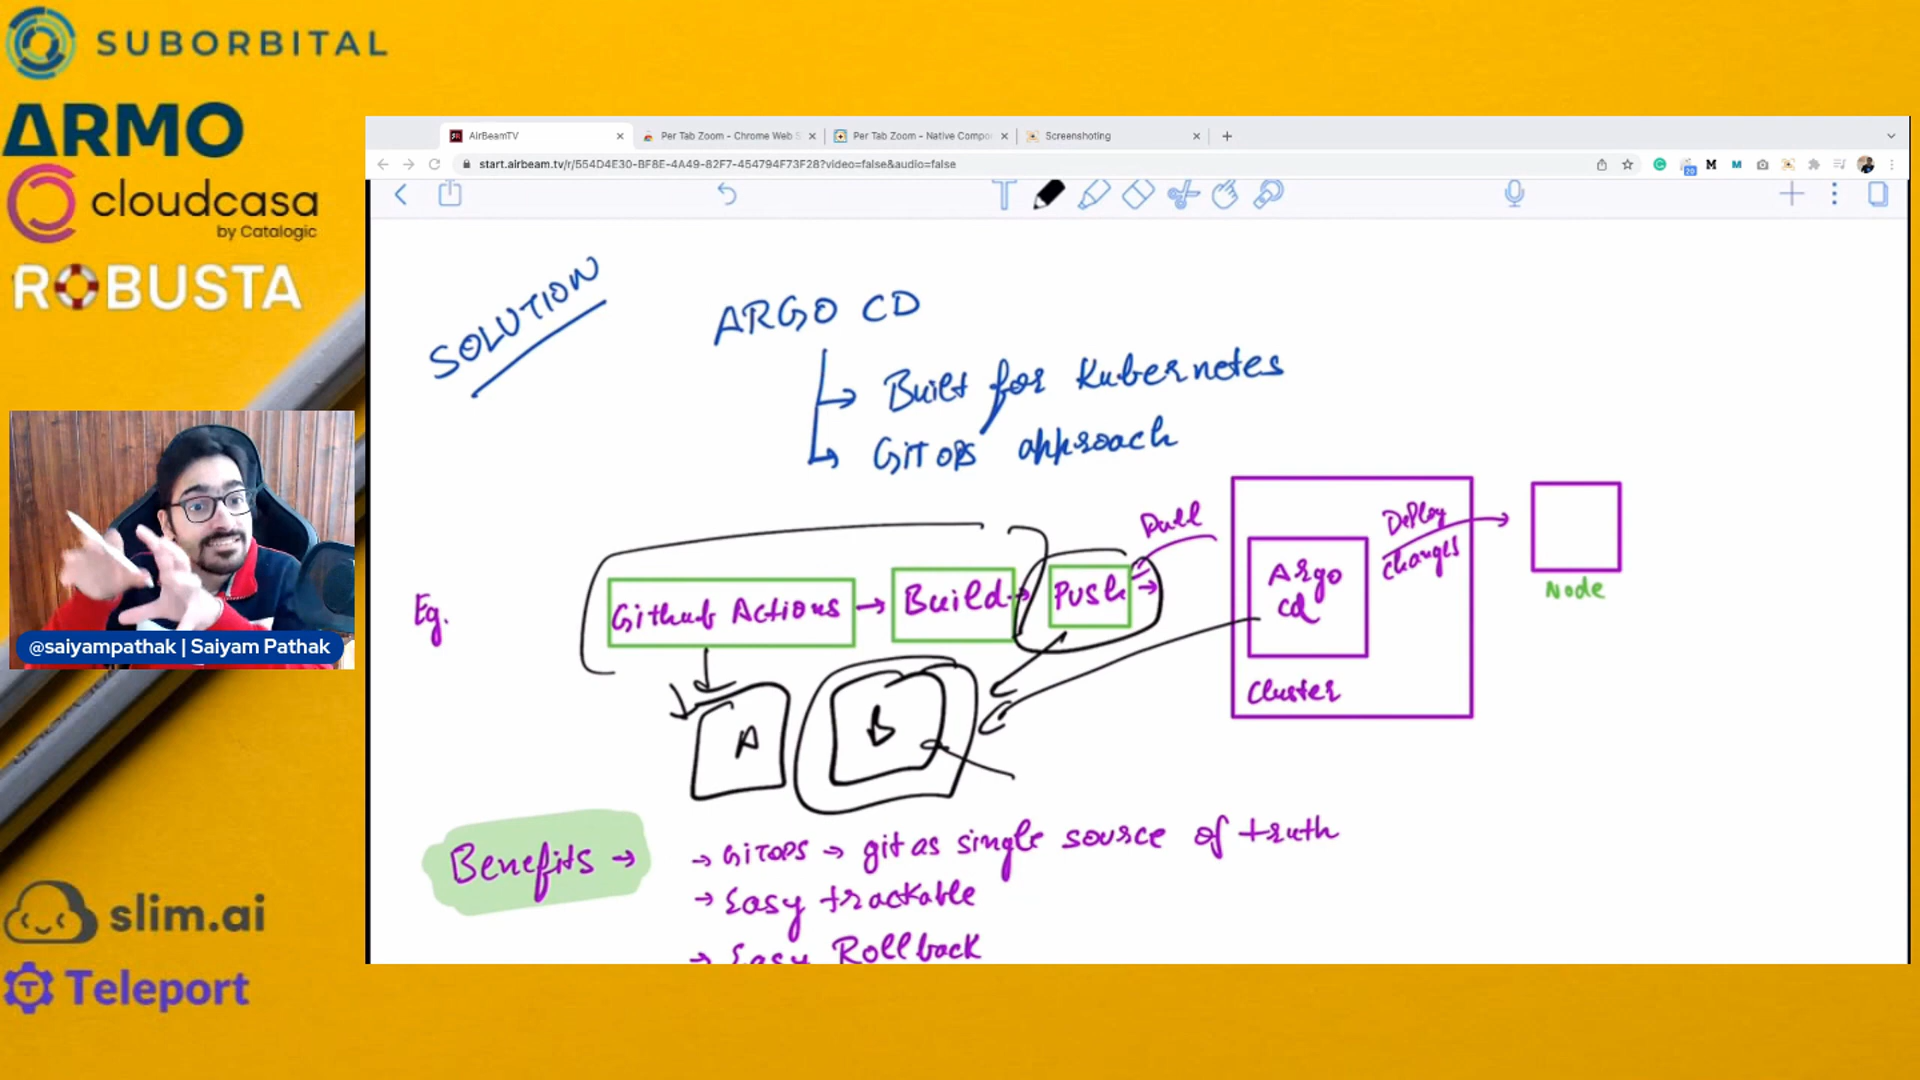 SUBORBITAL
ARMO
cloudcasa
by Catalogic
ROBUSTA
@saiyampathak | Saiyam Pathak
slim.ai
Teleport
AirBeamTV
Per Tab Zoom - Chrome Web S
Per Tab Zoom - Native Compo
Screenshoting
start.airbeam.tv/r/554D4E30-BF8E-4A49-82F7-454794F73F28?video=false&audio=false
SOLUTION
ARGO CD
→ Built for Kubernetes
→ GITOPS approach
Eg.
Github Actions → Build → Push →
Pull
Argo
cd
Cluster
Deploy
changes
Node
A
B
Benefits →
→ GITOPS → git as single source of truth
→ Easy trackable
→ Easy Rollback